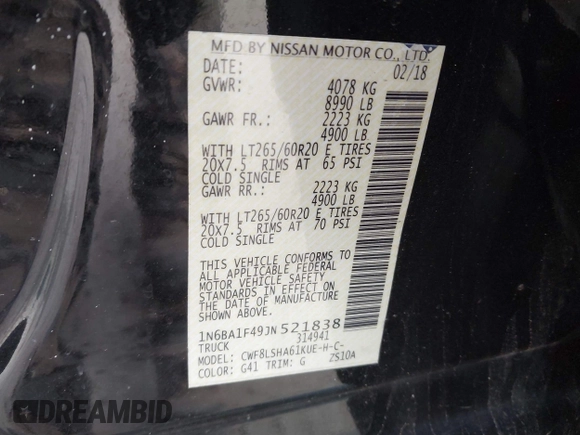 MFD BY NISSAN MOTOR CO., LTD.
DATE: 02/18
GVWR: 4078 KG
8990 LB
GAWR FR.: 2223 KG
4900 LB
WITH LT265/60R20 E TIRES
20X7.5 RIMS AT 65 PSI
COLD SINGLE
GAWR RR.: 2223 KG
4900 LB
WITH LT265/60R20 E TIRES
20X7.5 RIMS AT 70 PSI
COLD SINGLE
THIS VEHICLE CONFORMS TO
ALL APPLICABLE FEDERAL
MOTOR VEHICLE SAFETY
STANDARDS IN EFFECT ON
THE DATE OF MANUFACTURE
SHOWN ABOVE.
1N6BA1F49JN521838
TRUCK 314941
MODEL: CWF8L5HA61KUE-H-C-
COLOR: G41 TRIM: G ZS10A
DREAMBID